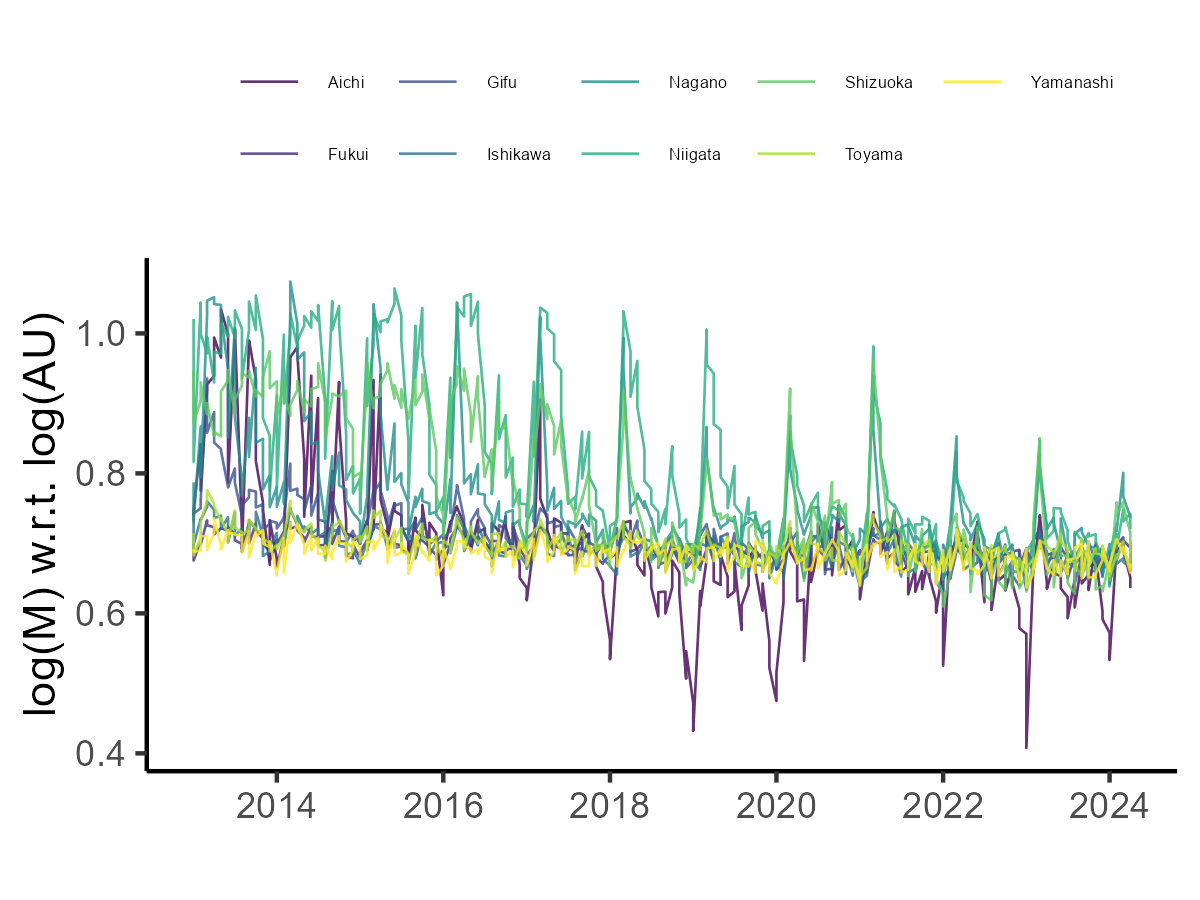 Aichi Gifu Nagano Shizuoka Yamanashi
Fukui Ishikawa Niigata Toyama
log(M) w.r.t. log(AU)
1.0
0.8
0.6
0.4
2014 2016 2018 2020 2022 2024